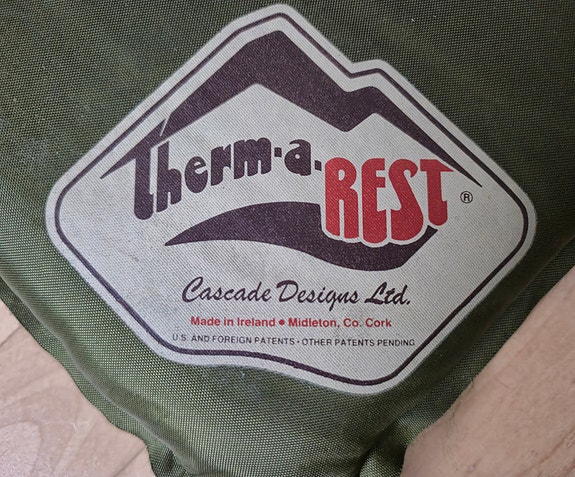 Therm·a·REST ®
Cascade Designs Ltd.
Made in Ireland • Midleton, Co. Cork
U.S. AND FOREIGN PATENTS · OTHER PATENTS PENDING